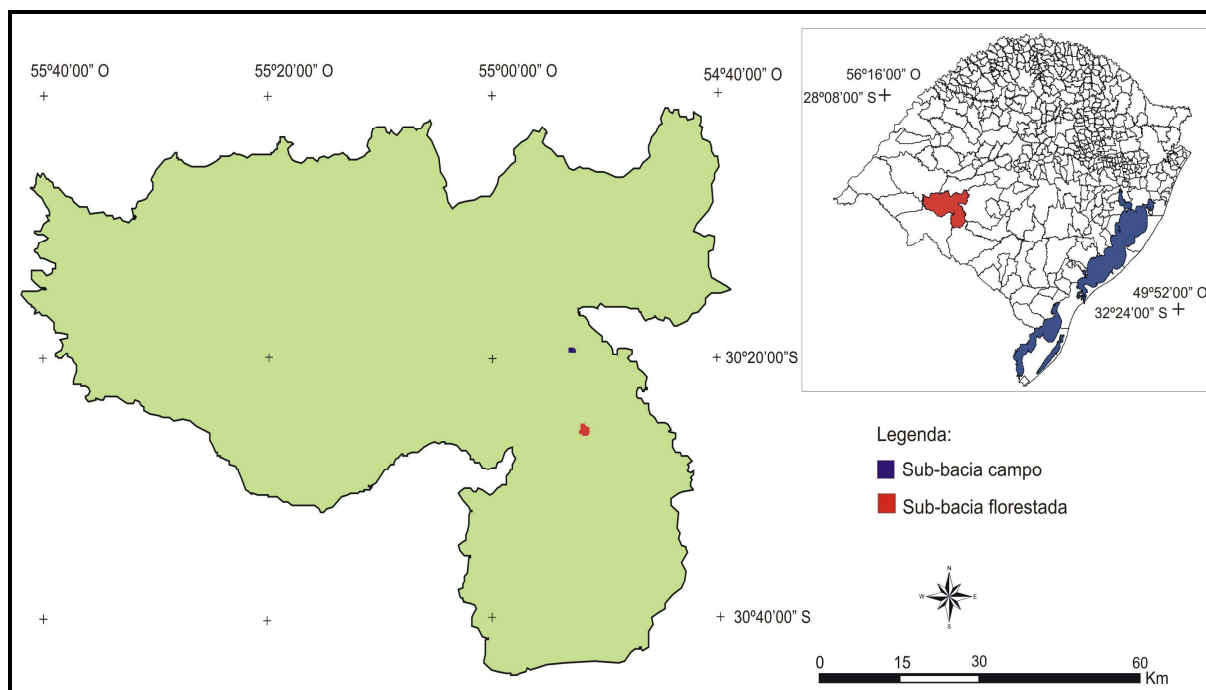 55º40'00" O
55º20'00" O
55º00'00" O
54º40'00" O
30º20'00"S
30º40'00" S
56º16'00" O
28º08'00" S
49º52'00" O
32º24'00" S
Legenda:
Sub-bacia campo
Sub-bacia florestada
N
W
E
S
0
15
30
60
Km